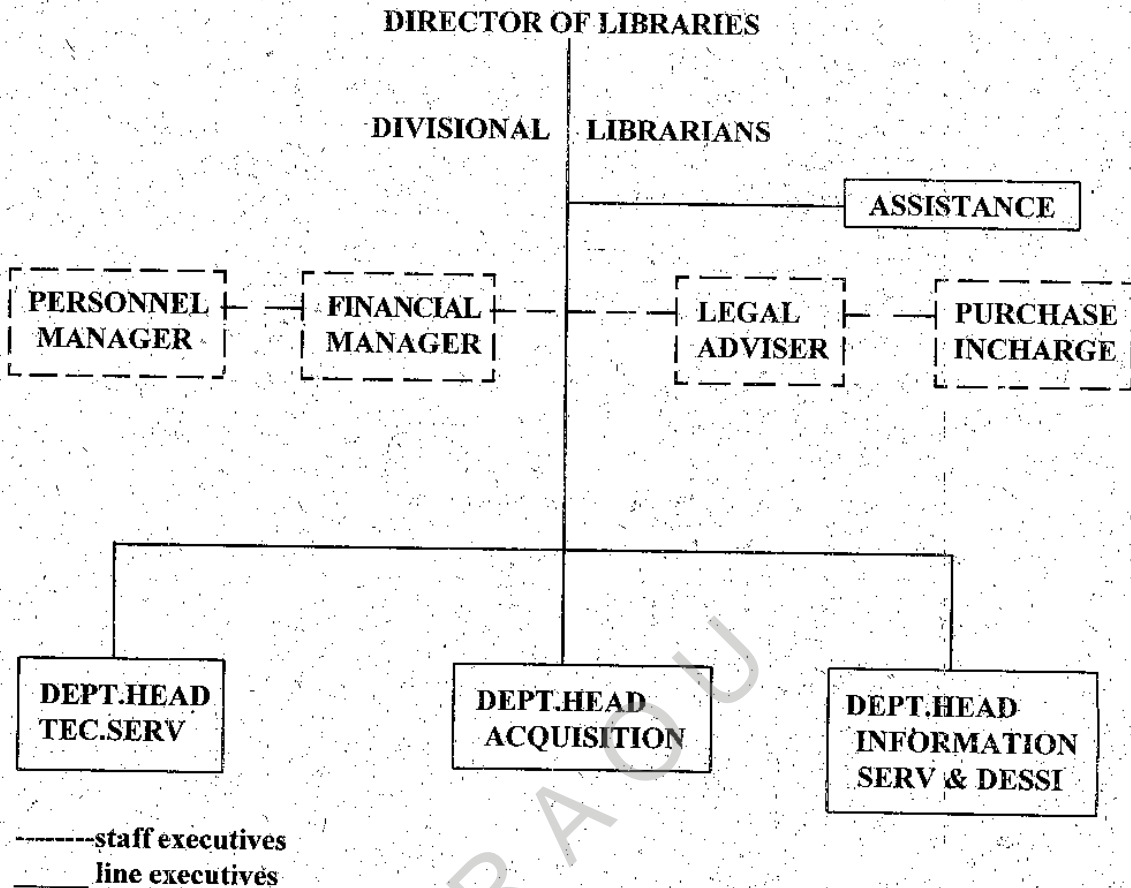 DIRECTOR OF LIBRARIES
DIVISIONAL LIBRARIANS
ASSISTANCE
PERSONNEL
MANAGER
FINANCIAL
MANAGER
LEGAL
ADVISER
PURCHASE
INCHARGE
DEPT.HEAD
TEC.SERV
DEPT.HEAD
ACQUISITION
DEPT.HEAD
INFORMATION
SERV & DESSI
--------staff executives
_____ line executives
R A O U